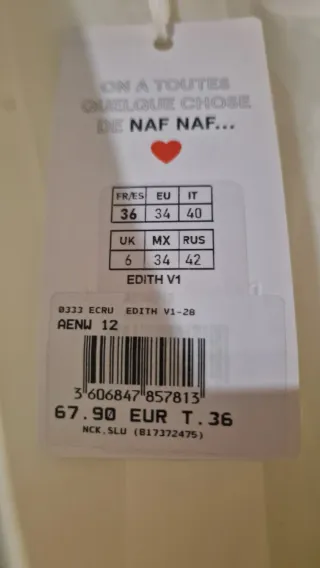 ON A TOUTES
QUELQUE CHOSE
DE NAF NAF...
FR/ES EU IT
36 34 40
UK MX RUS
6 34 42
EDITH V1
0333 ECRU EDITH V1-28
AENW 12
3 606847 857813
67.90 EUR T.36
NCK.SLU (B17372475)